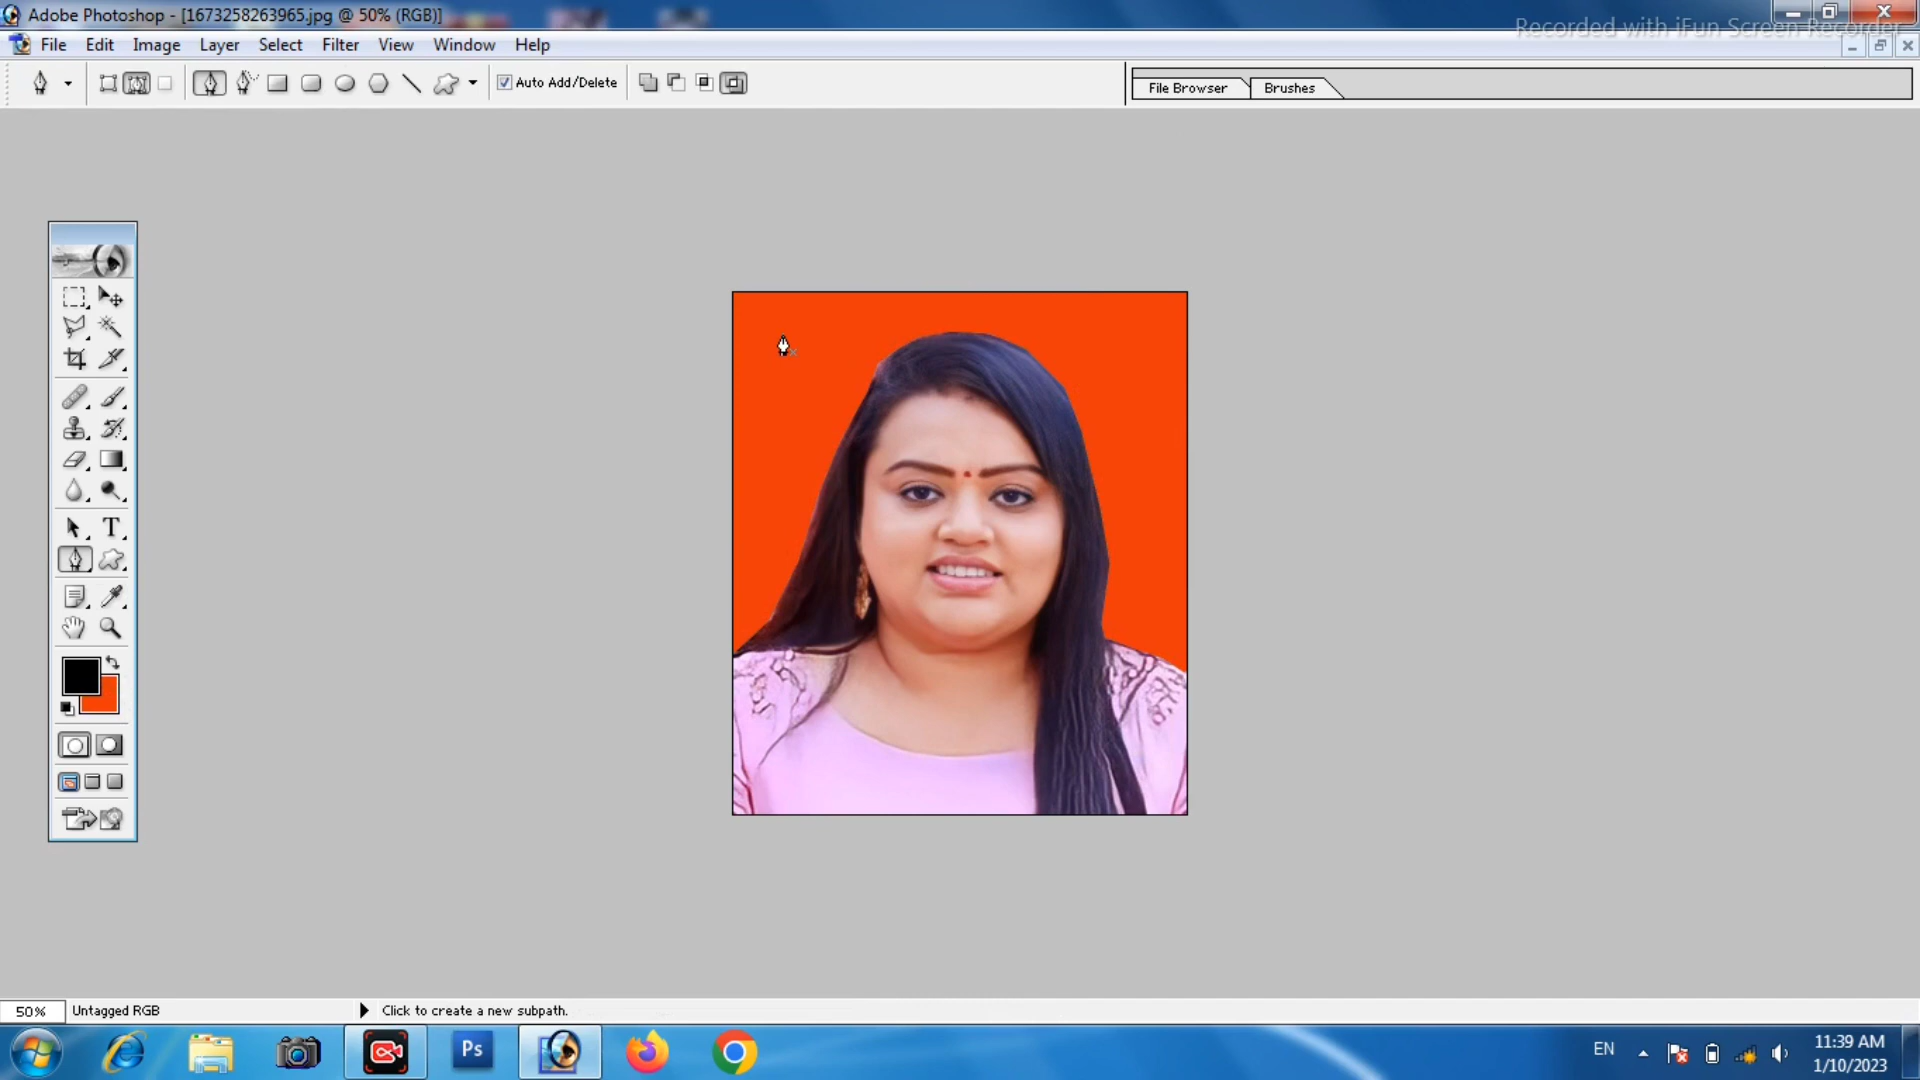 Adobe Photoshop - [1673258263965.jpg @ 50% (RGB)]
Recorded with iFun Screen Recorder
File Edit Image Layer Select Filter View Window Help
Auto Add/Delete
File Browser Brushes
T
50% Untagged RGB Click to create a new subpath.
Ps
EN
11:39 AM
1/10/2023